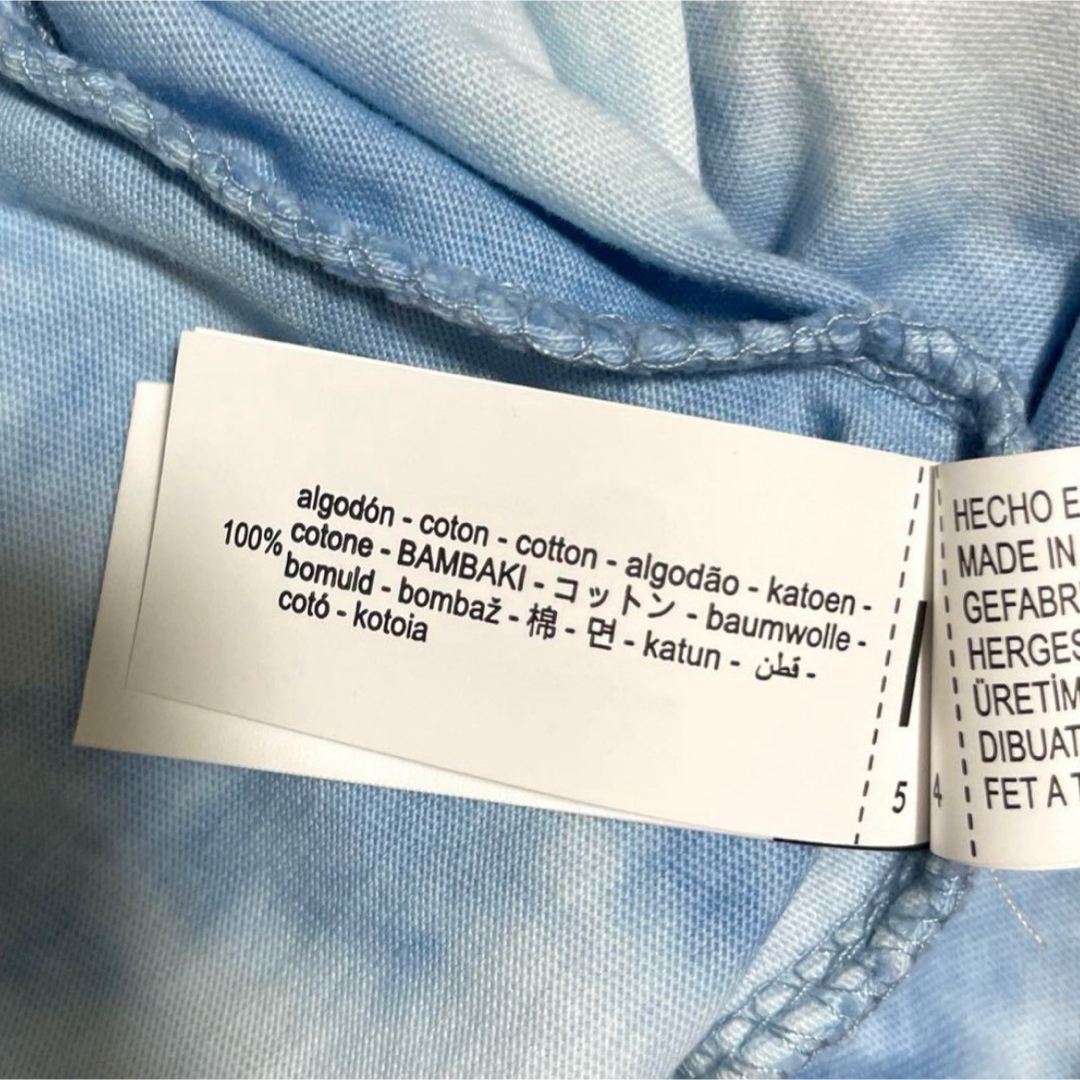 algodón - coton - cotton - algodão - katoen -
100% cotone - BAMBAKI - コットン - baumwolle -
bomuld - bombaž - 棉 - 면 - katun - قطن -
cotó - kotoia
5
4
HECHO E
MADE IN
GEFABR
HERGES
ÜRETİM
DIBUAT
FET A T